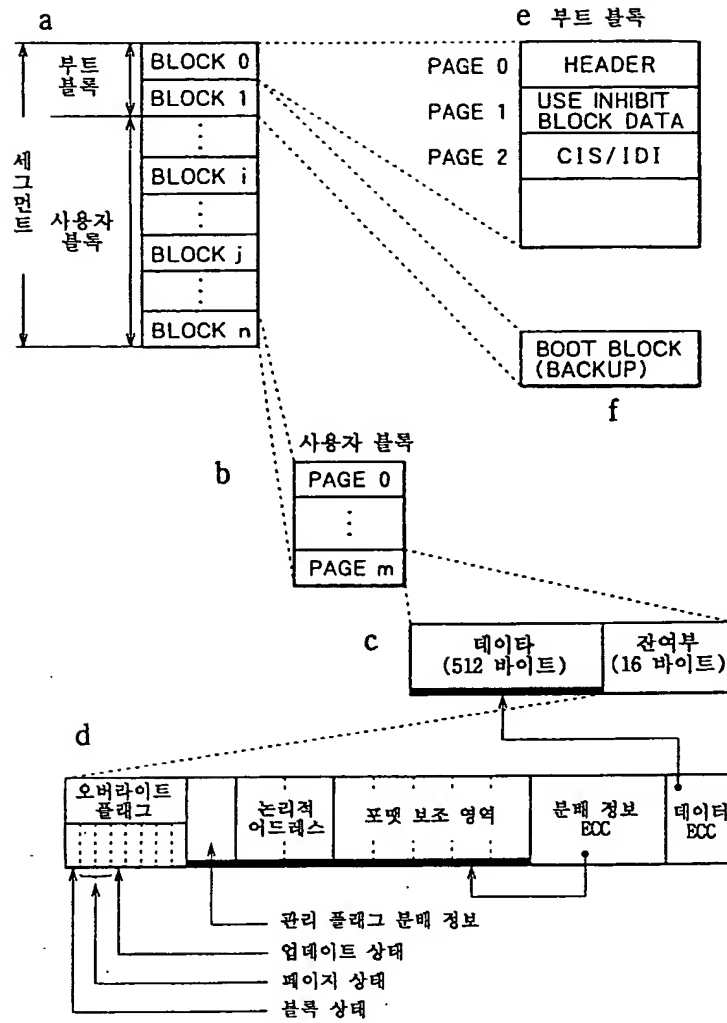 a
부트
블록
세그먼트
사용자
블록
BLOCK 0
BLOCK 1
BLOCK i
BLOCK j
BLOCK n
e 부트 블록
PAGE 0 HEADER
PAGE 1 USE INHIBIT
BLOCK DATA
PAGE 2 CIS/IDI
BOOT BLOCK
(BACKUP)
f
b
사용자 블록
PAGE 0
PAGE m
c
데이타
(512 바이트)
잔여부
(16 바이트)
d
오버라이트
플래그
논리적
어드레스
포맷 보조 영역
분배 정보
ECC
데이터
ECC
관리 플래그 분배 정보
업데이트 상태
페이지 상태
블록 상태